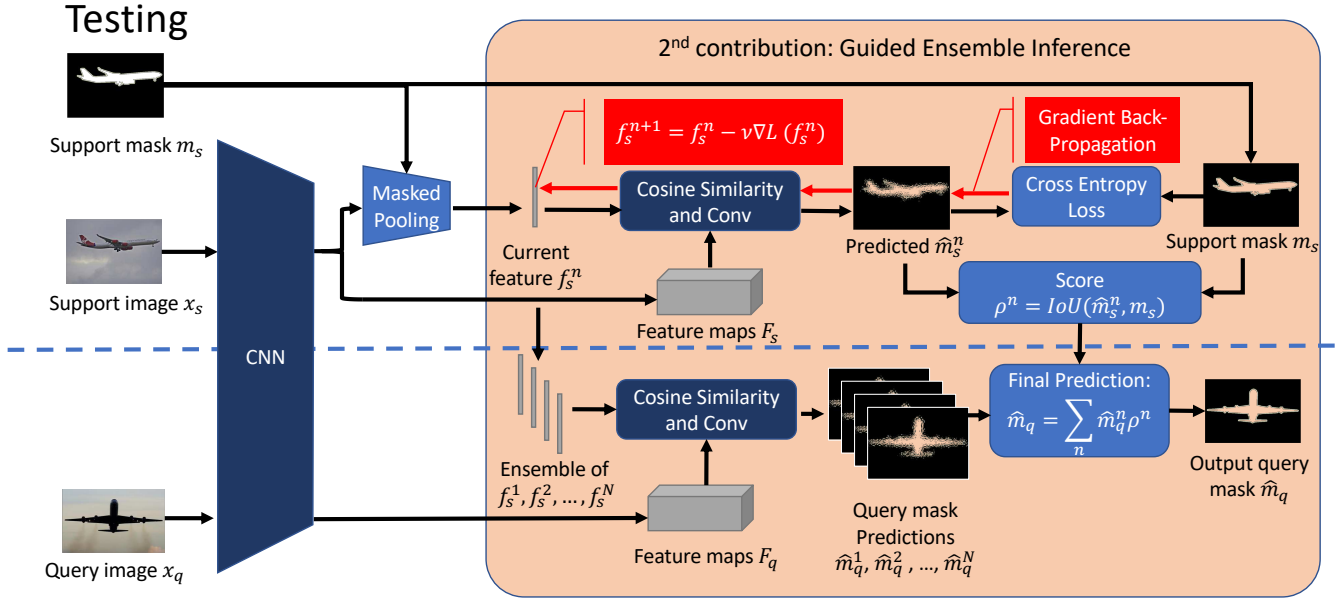 Testing
2nd contribution: Guided Ensemble Inference
Support mask m_s
f_s^{n+1} = f_s^n − ν∇L (f_s^n)
Gradient Back-
Propagation
Masked
Pooling
Cosine Similarity
and Conv
Cross Entropy
Loss
Current
feature f_s^n
Predicted m̂_s^n
Support mask m_s
Support image x_s
Feature maps F_s
Score
ρ^n = IoU(m̂_s^n, m_s)
CNN
Cosine Similarity
and Conv
Final Prediction:
m̂_q = ∑_n m̂_q^n ρ^n
Ensemble of
f_s^1, f_s^2, ..., f_s^N
Output query
mask m̂_q
Query mask
Predictions
m̂_q^1, m̂_q^2 , ..., m̂_q^N
Feature maps F_q
Query image x_q